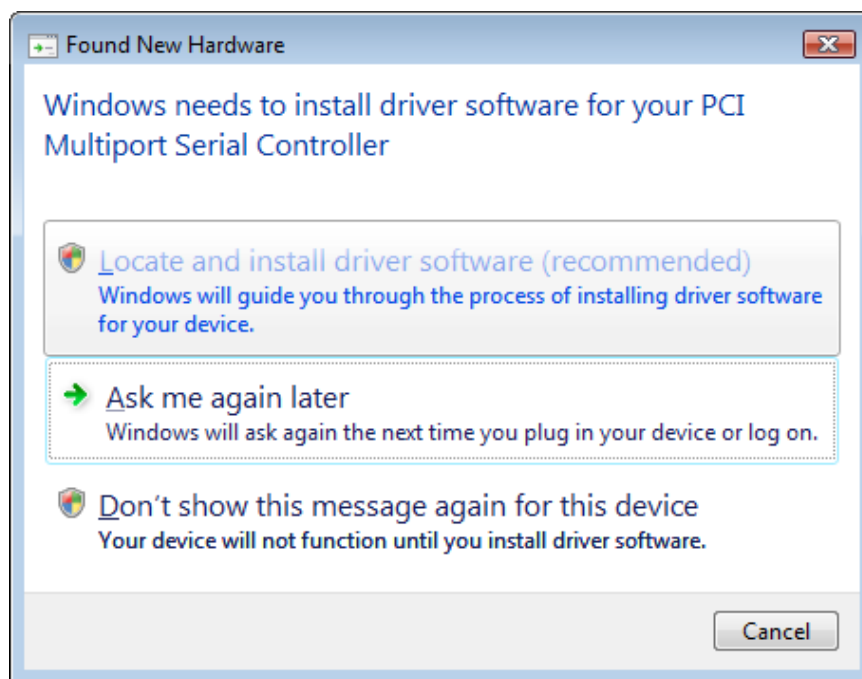 Found New Hardware
Windows needs to install driver software for your PCI
Multiport Serial Controller
Locate and install driver software (recommended)
Windows will guide you through the process of installing driver software
for your device.
Ask me again later
Windows will ask again the next time you plug in your device or log on.
Don't show this message again for this device
Your device will not function until you install driver software.
Cancel